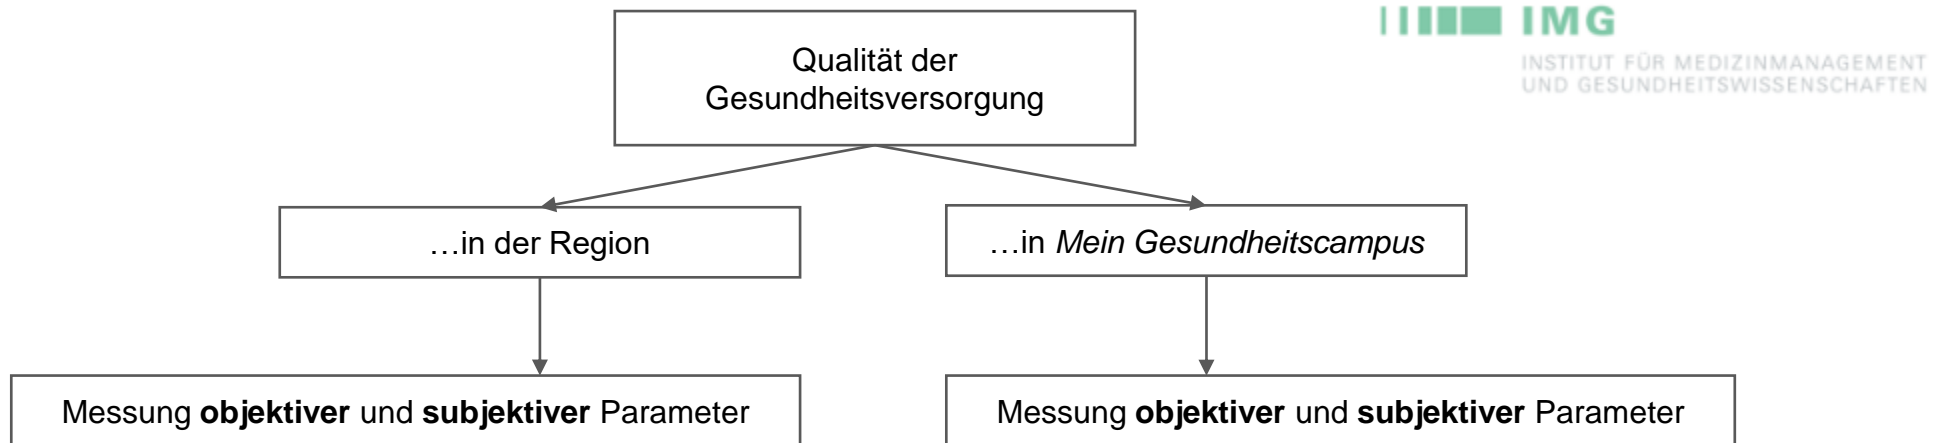 IMG
INSTITUT FÜR MEDIZINMANAGEMENT
UND GESUNDHEITSWISSENSCHAFTEN
Qualität der
Gesundheitsversorgung
…in der Region
…in Mein Gesundheitscampus
Messung objektiver und subjektiver Parameter
Messung objektiver und subjektiver Parameter